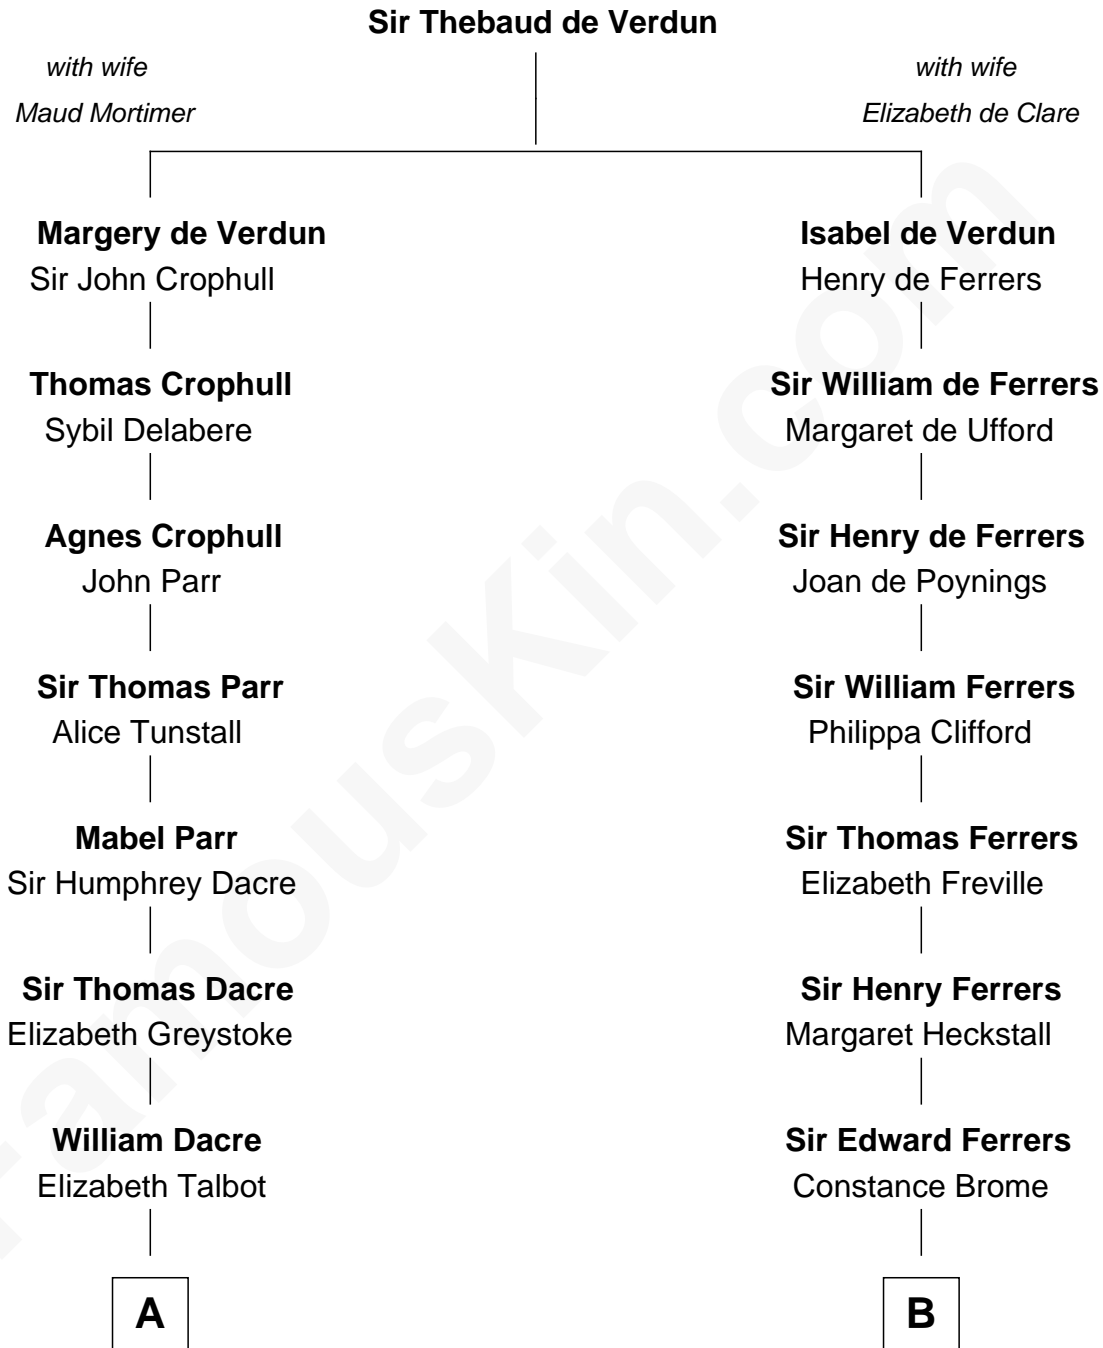 Sir Thebaud de Verdun
with wife
Maud Mortimer
with wife
Elizabeth de Clare
Margery de Verdun
Sir John Crophull
Isabel de Verdun
Henry de Ferrers
Thomas Crophull
Sybil Delabere
Sir William de Ferrers
Margaret de Ufford
Agnes Crophull
John Parr
Sir Henry de Ferrers
Joan de Poynings
Sir Thomas Parr
Alice Tunstall
Sir William Ferrers
Philippa Clifford
Mabel Parr
Sir Humphrey Dacre
Sir Thomas Ferrers
Elizabeth Freville
Sir Thomas Dacre
Elizabeth Greystoke
Sir Henry Ferrers
Margaret Heckstall
William Dacre
Elizabeth Talbot
Sir Edward Ferrers
Constance Brome
A
B
FamousKin.com